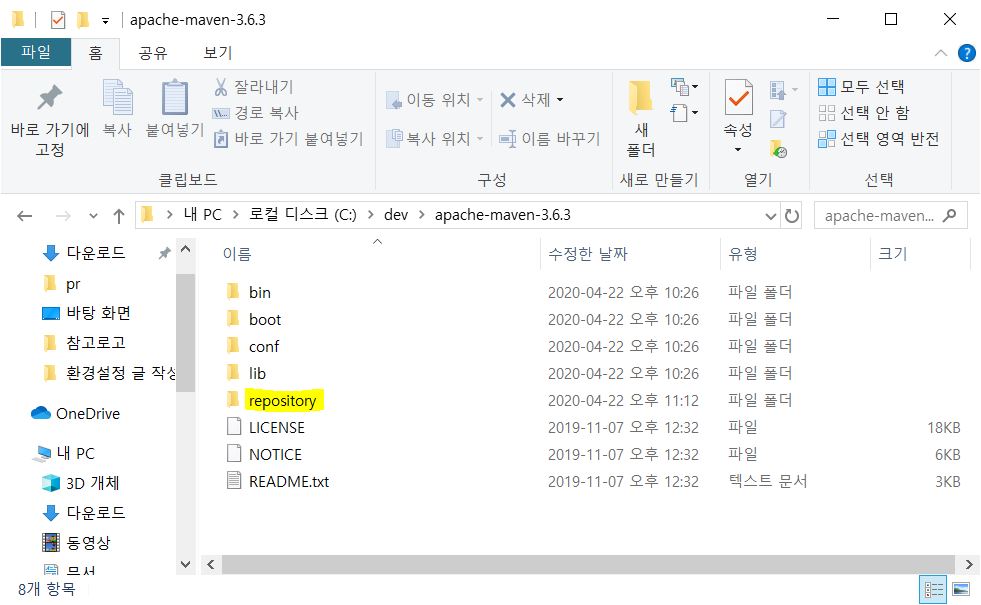 apache-maven-3.6.3
파일 홈 공유 보기
바로 가기에 고정
복사
붙여넣기
잘라내기
경로 복사
바로 가기 붙여넣기
클립보드
이동 위치
복사 위치
삭제
이름 바꾸기
구성
새 폴더
새로 만들기
속성
열기
모두 선택
선택 안 함
선택 영역 반전
선택
내 PC > 로컬 디스크 (C:) > dev > apache-maven-3.6.3
apache-maven...
다운로드
pr
바탕 화면
참고로고
환경설정 글 작성
OneDrive
내 PC
3D 개체
다운로드
동영상
문서
이름 수정한 날짜 유형 크기
bin 2020-04-22 오후 10:26 파일 폴더
boot 2020-04-22 오후 10:26 파일 폴더
conf 2020-04-22 오후 10:26 파일 폴더
lib 2020-04-22 오후 10:26 파일 폴더
repository 2020-04-22 오후 11:12 파일 폴더
LICENSE 2019-11-07 오후 12:32 파일 18KB
NOTICE 2019-11-07 오후 12:32 파일 6KB
README.txt 2019-11-07 오후 12:32 텍스트 문서 3KB
8개 항목